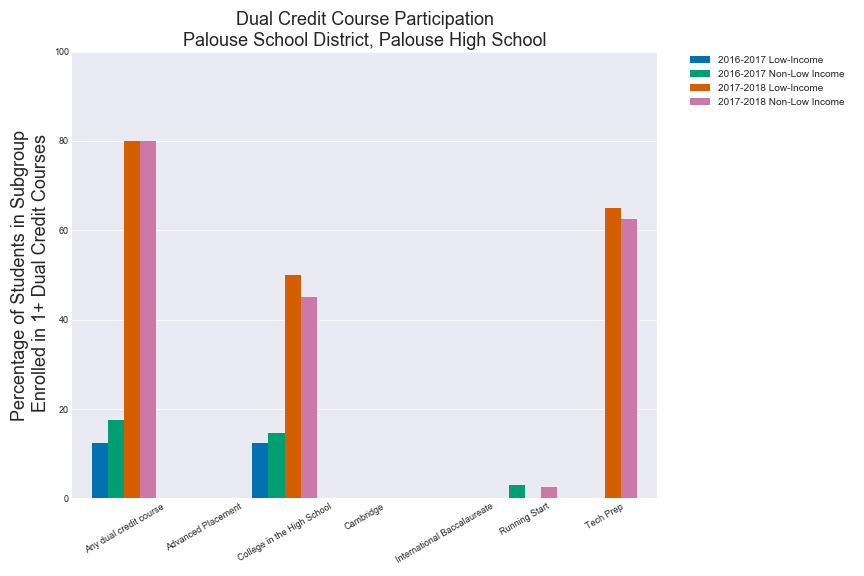 Dual Credit Course Participation
Palouse School District, Palouse High School
2016-2017 Low-Income
2016-2017 Non-Low Income
2017-2018 Low-Income
2017-2018 Non-Low Income
Percentage of Students in Subgroup
Enrolled in 1+ Dual Credit Courses
100
80
60
40
20
0
Any dual credit course
Advanced Placement
College in the High School
Cambridge
International Baccalaureate
Running Start
Tech Prep